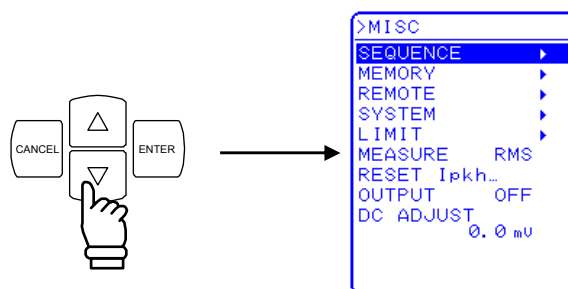 CANCEL
ENTER
>MISC
SEQUENCE
MEMORY
REMOTE
SYSTEM
LIMIT
MEASURE RMS
RESET Ipkh…
OUTPUT OFF
DC ADJUST
0.0 mV